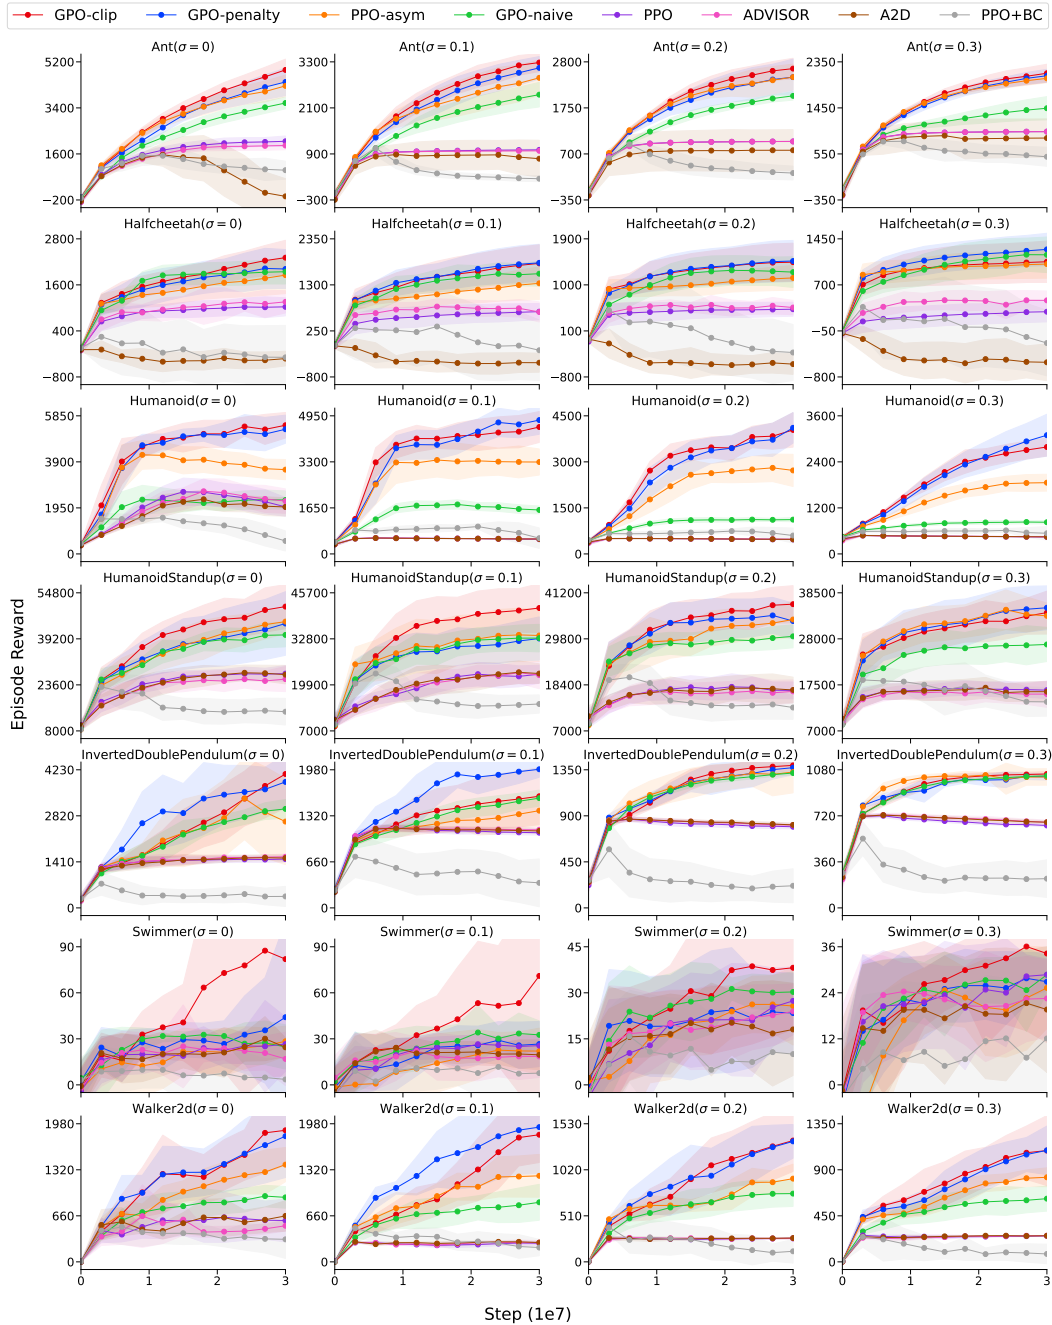 GPO-clip GPO-penalty PPO-asym GPO-naive PPO ADVISOR A2D PPO+BC
Ant(σ = 0) Ant(σ = 0.1) Ant(σ = 0.2) Ant(σ = 0.3)
5200 3300 2800 2350
3400 2100 1750 1450
1600 900 700 550
−200 −300 −350 −350
Halfcheetah(σ = 0) Halfcheetah(σ = 0.1) Halfcheetah(σ = 0.2) Halfcheetah(σ = 0.3)
2800 2350 1900 1450
1600 1300 1000 700
400 250 100 −50
−800 −800 −800 −800
Humanoid(σ = 0) Humanoid(σ = 0.1) Humanoid(σ = 0.2) Humanoid(σ = 0.3)
5850 4950 4500 3600
3900 3300 3000 2400
1950 1650 1500 1200
0 0 0 0
HumanoidStandup(σ = 0) HumanoidStandup(σ = 0.1) HumanoidStandup(σ = 0.2) HumanoidStandup(σ = 0.3)
54800 45700 41200 38500
39200 32800 29800 28000
23600 19900 18400 17500
8000 7000 7000 7000
Episode Reward
InvertedDoublePendulum(σ = 0) InvertedDoublePendulum(σ = 0.1) InvertedDoublePendulum(σ = 0.2) InvertedDoublePendulum(σ = 0.3)
4230 1980 1350 1080
2820 1320 900 720
1410 660 450 360
0 0 0 0
Swimmer(σ = 0) Swimmer(σ = 0.1) Swimmer(σ = 0.2) Swimmer(σ = 0.3)
90 90 45 36
60 60 30 24
30 30 15 12
0 0 0 0
Walker2d(σ = 0) Walker2d(σ = 0.1) Walker2d(σ = 0.2) Walker2d(σ = 0.3)
1980 1980 1530 1350
1320 1320 1020 900
660 660 510 450
0 0 0 0
0 1 2 3 0 1 2 3 0 1 2 3 0 1 2 3
Step (1e7)